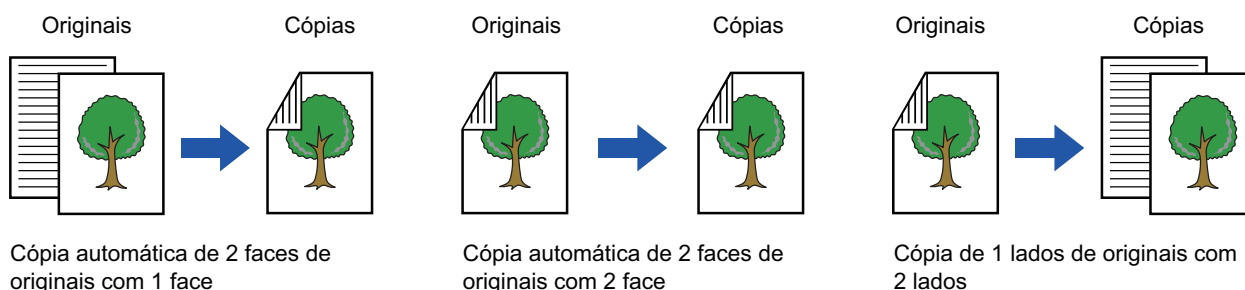 Originais
Cópias
Originais
Cópias
Originais
Cópias
Cópia automática de 2 faces de
originais com 1 face
Cópia automática de 2 faces de
originais com 2 face
Cópia de 1 lados de originais com
2 lados